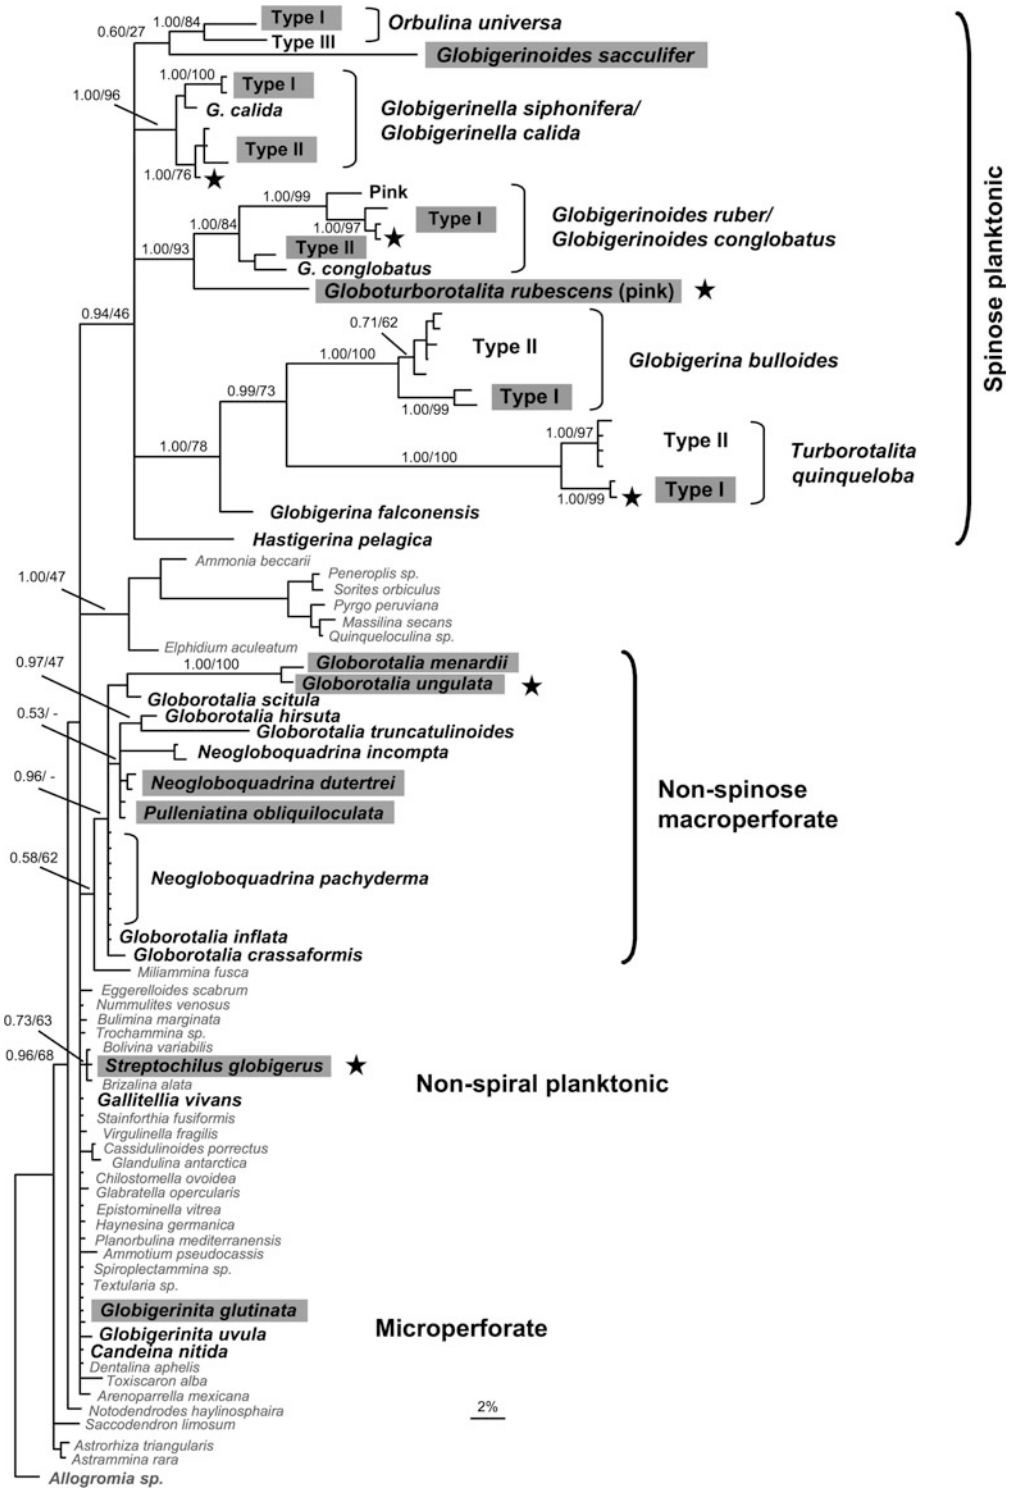 1.00/84
Type I
Orbulina universa
0.60/27
Type III
Globigerinoides sacculifer
1.00/100
Type I
1.00/96
G. calida
Globigerinella siphonifera/
Globigerinella calida
Type II
1.00/76
1.00/99
Pink
1.00/84
1.00/97
Type I
Globigerinoides ruber/
Globigerinoides conglobatus
1.00/93
Type II
G. conglobatus
Globoturborotalita rubescens (pink)
0.94/46
0.71/62
Type II
1.00/100
Globigerina bulloides
0.99/73
Type I
1.00/99
1.00/97
Type II
1.00/78
1.00/100
Turborotalita
quinqueloba
Type I
1.00/99
Globigerina falconensis
Hastigerina pelagica
Spinose planktonic
Ammonia beccarii
1.00/47
Peneroplis sp.
Sorites orbiculus
Pyrgo peruviana
Massilina secans
Quinqueloculina sp.
Elphidium aculeatum
0.97/47
1.00/100
Globorotalia menardii
Globorotalia ungulata
Globorotalia scitula
0.53/ -
Globorotalia hirsuta
Globorotalia truncatulinoides
Neogloboquadrina incompta
0.96/ -
Neogloboquadrina dutertrei
Non-spinose
macroperforate
Pulleniatina obliquiloculata
0.58/62
Neogloboquadrina pachyderma
Globorotalia inflata
Globorotalia crassaformis
Miliammina fusca
Eggerelloides scabrum
Nummulites venosus
0.73/63
Bulimina marginata
Trochammina sp.
Bolivina variabilis
0.96/68
Streptochilus globigerus
Brizalina alata
Non-spiral planktonic
Gallitellia vivans
Stainforthia fusiformis
Virgulinella fragilis
Cassidulinoides porrectus
Glandulina antarctica
Chilostomella ovoidea
Glabratella opercularis
Epistominella vitrea
Haynesina germanica
Planorbulina mediterranensis
Ammotium pseudocassis
Spiroplectammina sp.
Textularia sp.
Globigerinita glutinata
Microperforate
Globigerinita uvula
Candeina nitida
Dentalina aphelis
Toxiscaron alba
Arenoparrella mexicana
Notodendrodes haylinosphaira
Saccodendron limosum
2%
Astrorhiza triangularis
Astrammina rara
Allogromia sp.